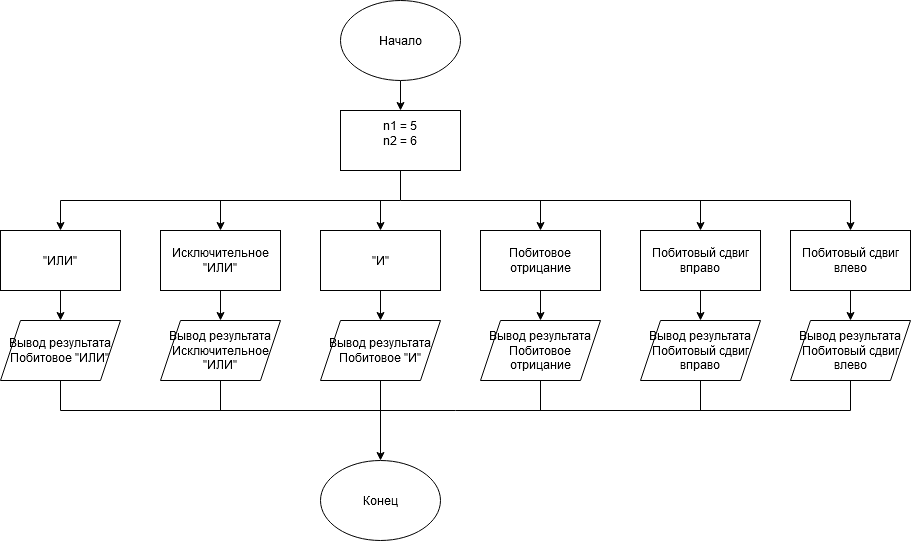 Начало
n1 = 5
n2 = 6
"ИЛИ"
Исключительное
"ИЛИ"
"И"
Побитовое
отрицание
Побитовый сдвиг
вправо
Побитовый сдвиг
влево
Вывод результата
Побитовое "ИЛИ"
Вывод результата
Исключительное
"ИЛИ"
Вывод результата
Побитовое "И"
Вывод результата
Побитовое
отрицание
Вывод результата
Побитовый сдвиг
вправо
Вывод результата
Побитовый сдвиг
влево
Конец